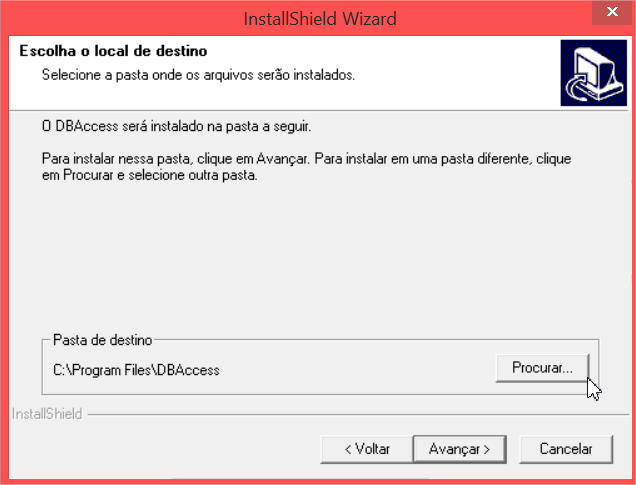 InstallShield Wizard
Escolha o local de destino
Selecione a pasta onde os arquivos serão instalados.
O DBAccess será instalado na pasta a seguir.
Para instalar nessa pasta, clique em Avançar. Para instalar em uma pasta diferente, clique
em Procurar e selecione outra pasta.
Pasta de destino
C:\Program Files\DBAccess
Procurar...
InstallShield
< Voltar
Avançar >
Cancelar